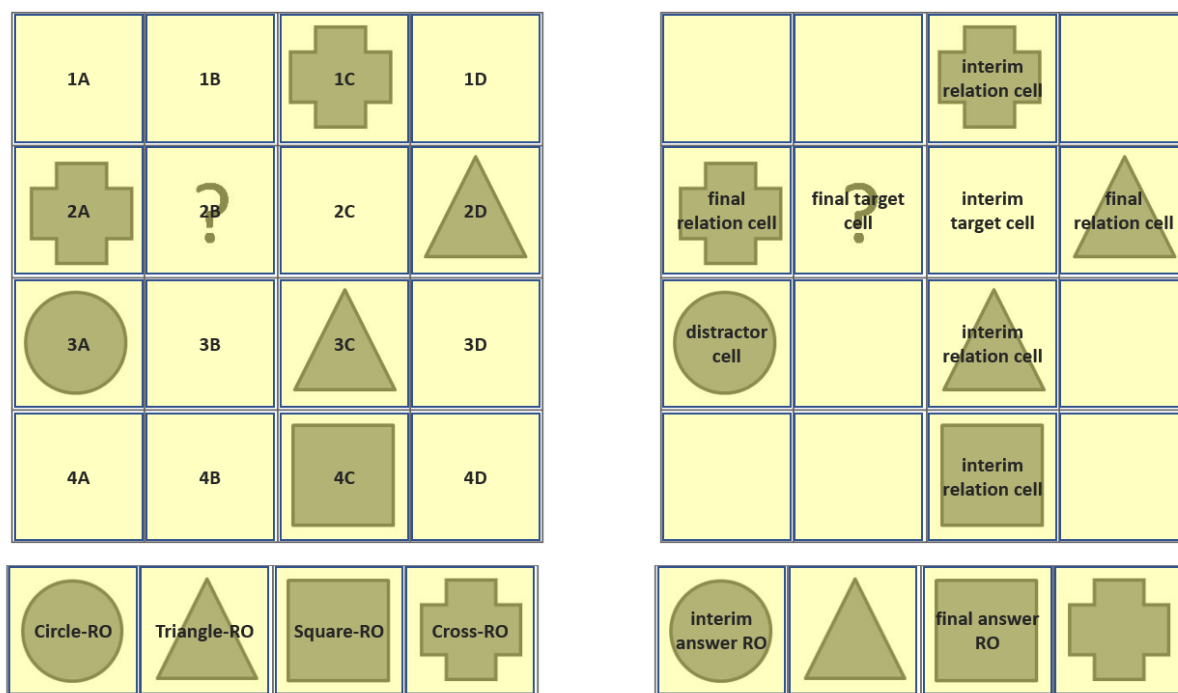 1A
1B
1C
1D
2A
?
2B
2C
2D
3A
3B
3C
3D
4A
4B
4C
4D
Circle-RO
Triangle-RO
Square-RO
Cross-RO
interim
relation cell
final
relation cell
?
final target
cell
interim
target cell
final
relation cell
distractor
cell
interim
relation cell
interim
relation cell
interim
answer RO
final answer
RO